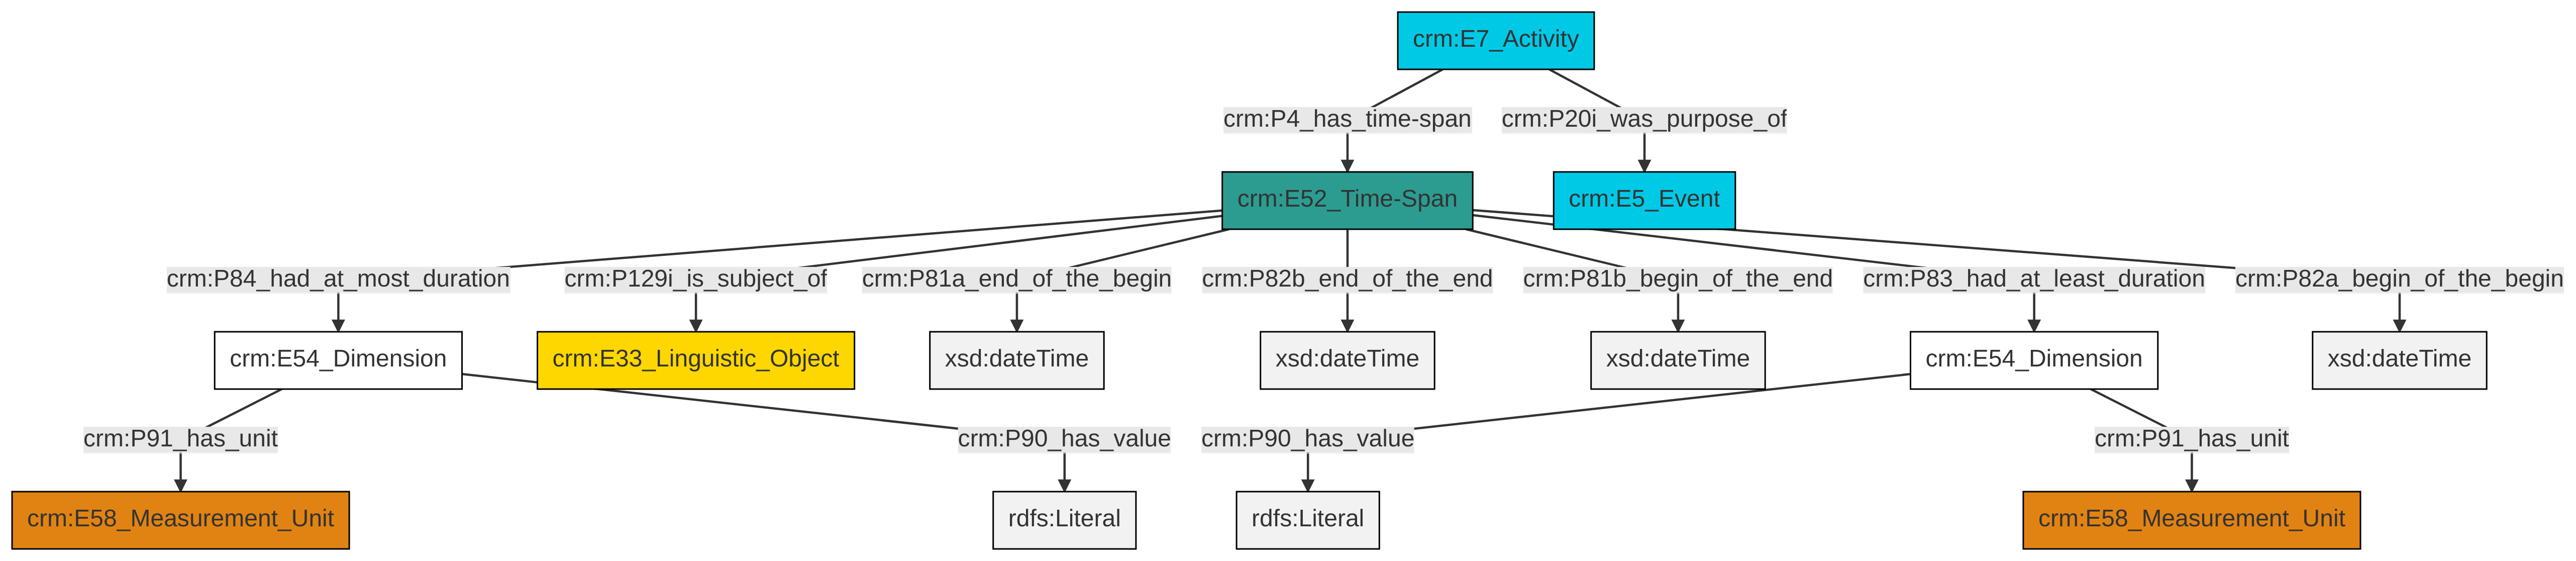 crm:E7_Activity
crm:P4_has_time-span
crm:P20i_was_purpose_of
crm:E52_Time-Span
crm:E5_Event
crm:P84_had_at_most_duration
crm:P129i_is_subject_of
crm:P81a_end_of_the_begin
crm:P82b_end_of_the_end
crm:P81b_begin_of_the_end
crm:P83_had_at_least_duration
crm:P82a_begin_of_the_begin
crm:E54_Dimension
crm:E33_Linguistic_Object
xsd:dateTime
xsd:dateTime
xsd:dateTime
crm:E54_Dimension
xsd:dateTime
crm:P91_has_unit
crm:P90_has_value
crm:P90_has_value
crm:P91_has_unit
crm:E58_Measurement_Unit
rdfs:Literal
rdfs:Literal
crm:E58_Measurement_Unit